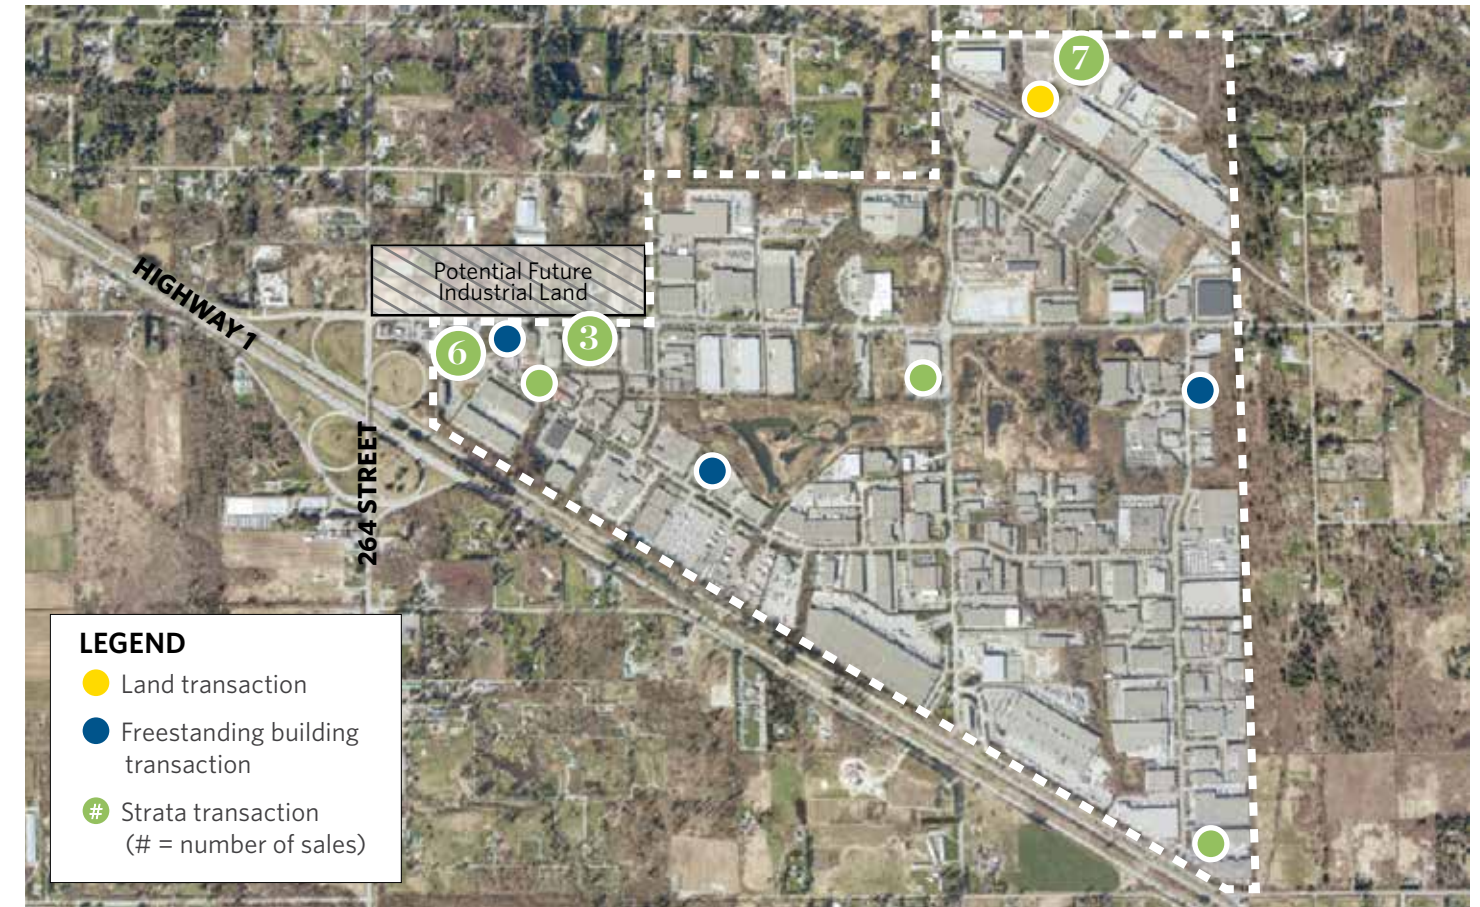 7
Potential Future
Industrial Land
HIGHWAY 1
6
3
264 STREET
LEGEND
Land transaction
Freestanding building
transaction
# Strata transaction
(# = number of sales)